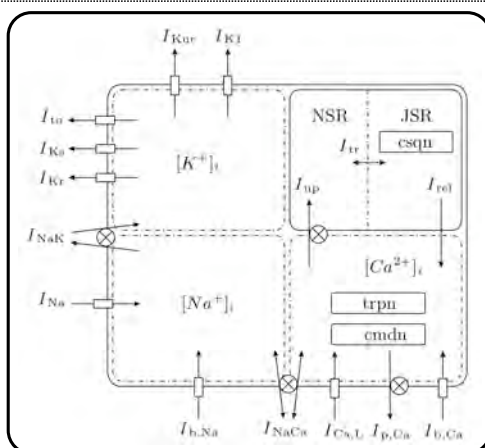 I_Kur I_K1
NSR JSR
I_to
csqn
I_tr
I_Ks
[K^+]_i
I_Kr
I_up I_rel
I_NaK
[Ca^2+]_i
I_Na
[Na^+]_i
trpn
cmdn
I_b,Na I_NaCa I_Ca,L I_p,Ca I_b,Ca